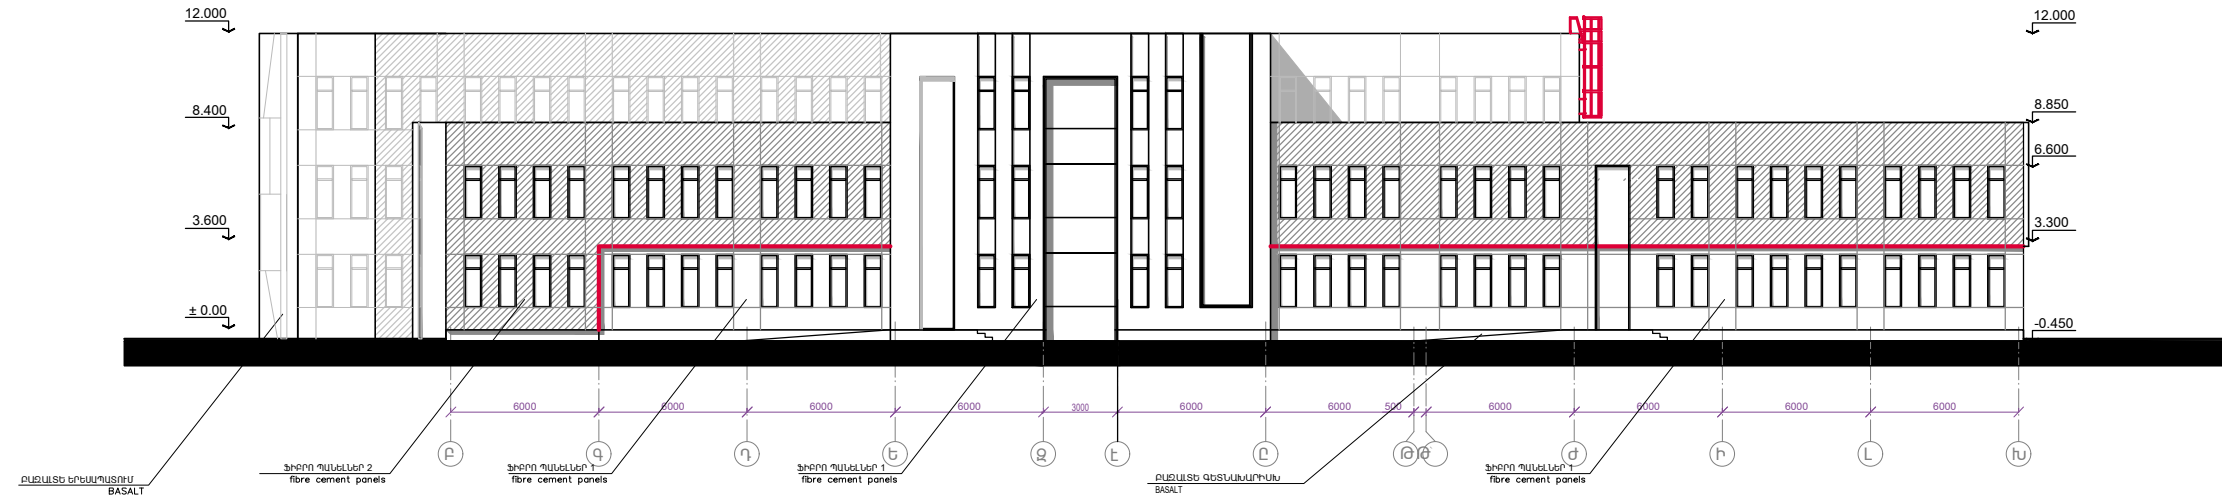 12.000
12.000
8.400
8.850
6.600
3.600
3.300
± 0.00
-0.450
6000 6000 6000 6000 3000 6000 6000 500 6000 6000 6000 6000
Բ Գ Դ Ե Զ Է Ը Թ Թ Ժ Ի Լ Խ
ՖԻԲՐՈ ՊԱՆԵԼՆԵՐ 2
fibre cement panels
ՖԻԲՐՈ ՊԱՆԵԼՆԵՐ 1
fibre cement panels
ՖԻԲՐՈ ՊԱՆԵԼՆԵՐ 1
fibre cement panels
ՖԻԲՐՈ ՊԱՆԵԼՆԵՐ 1
fibre cement panels
ԲԱԶԱԼՏԵ ԵՐԵՍԱՊԱՏՈՒՄ
BASALT
ԲԱԶԱԼՏԵ ԳԵՏՆԱԽԱՐԻՍԽ
BASALT